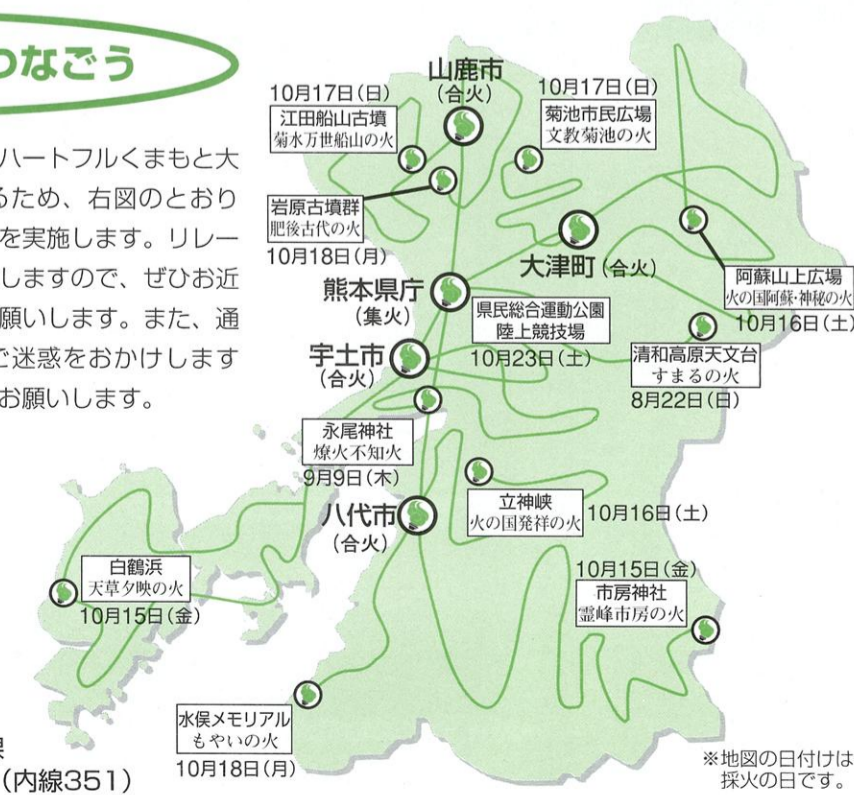 つなごう
ハートフルくまもと大
るため、右図のとおり
を実施します。リレー
しますので、ぜひお近
願いします。また、通
ご迷惑をおかけします
お願いします。
課
（内線351）
山鹿市
（合火）
10月17日（日）
江田船山古墳
菊水万世船山の火
10月17日（日）
菊池市民広場
文教菊池の火
岩原古墳群
肥後古代の火
10月18日（月）
大津町（合火）
阿蘇山上広場
火の国阿蘇・神秘の火
10月16日（土）
熊本県庁
（集火）
県民総合運動公園
陸上競技場
10月23日（土）
清和高原天文台
すまるの火
8月22日（日）
宇土市
（合火）
永尾神社
燎火不知火
9月9日（木）
立神峡
火の国発祥の火
10月16日（土）
八代市
（合火）
白鶴浜
天草夕映の火
10月15日（金）
10月15日（金）
市房神社
霊峰市房の火
水俣メモリアル
もやいの火
10月18日（月）
※地図の日付けは
採火の日です。